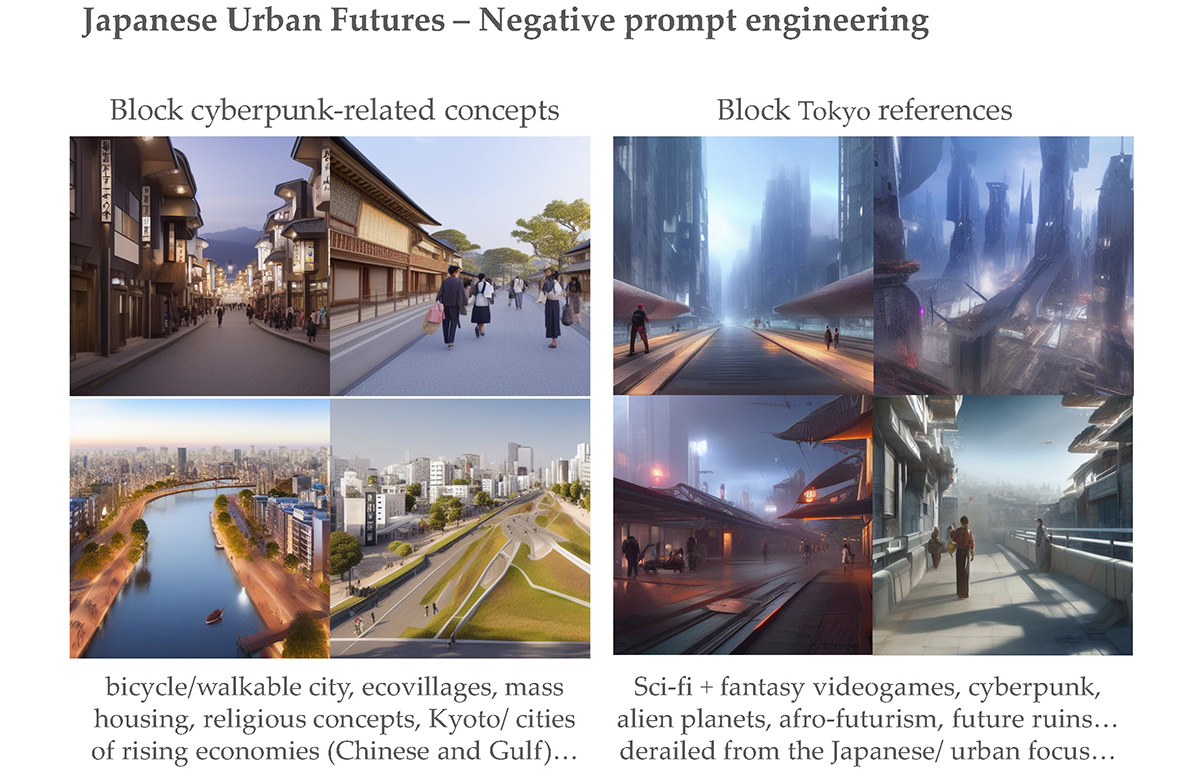 Japanese Urban Futures – Negative prompt engineering
Block cyberpunk-related concepts
Block Tokyo references
bicycle/walkable city, ecovillages, mass
housing, religious concepts, Kyoto/ cities
of rising economies (Chinese and Gulf)…
Sci-fi + fantasy videogames, cyberpunk,
alien planets, afro-futurism, future ruins…
derailed from the Japanese/ urban focus…